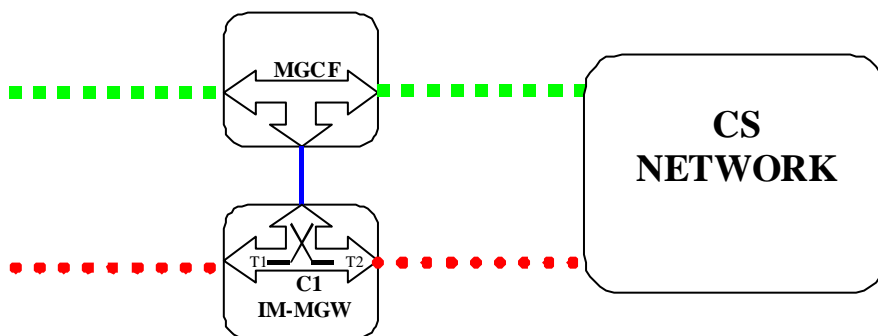 MGCF
CS
NETWORK
T1
T2
C1
IM-MGW